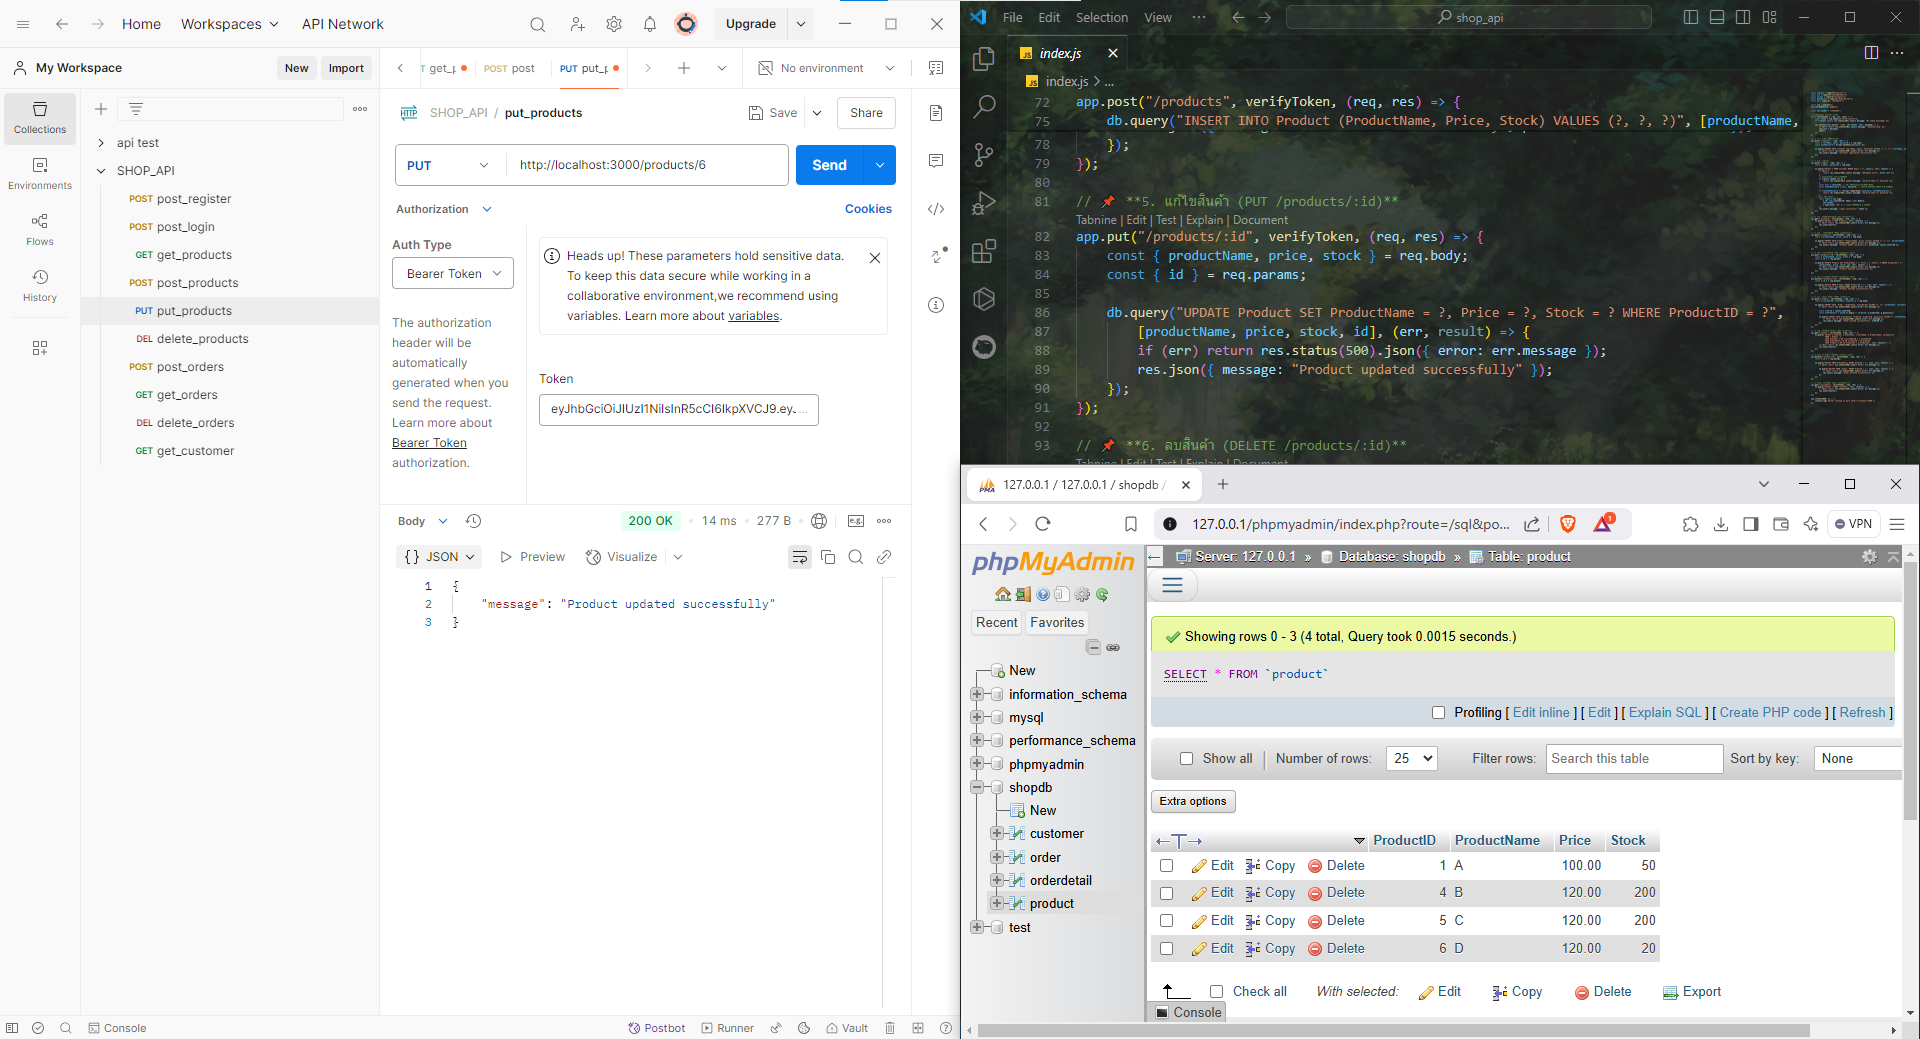 Home
Workspaces
API Network
Upgrade
My Workspace
New
Import
get_p
POST post
PUT put_p
No environment
Collections
Environments
Flows
History
api test
SHOP_API
POST post_register
POST post_login
GET get_products
POST post_products
PUT put_products
DEL delete_products
POST post_orders
GET get_orders
DEL delete_orders
GET get_customer
HTTP SHOP_API / put_products
Save
Share
PUT
http://localhost:3000/products/6
Send
Authorization
Cookies
Auth Type
Bearer Token
The authorization
header will be
automatically
generated when you
send the request.
Learn more about
Bearer Token
authorization.
Heads up! These parameters hold sensitive data.
To keep this data secure while working in a
collaborative environment,we recommend using
variables. Learn more about variables.
Token
eyJhbGciOiJIUzI1NiIsInR5cCI6IkpXVCJ9.eyJ...
Body
200 OK
14 ms
277 B
e.g.
{} JSON
Preview
Visualize
1 {
2 "message": "Product updated successfully"
3 }
Console
Postbot
Runner
Vault
File Edit Selection View ...
shop_api
JS index.js
JS index.js > ...
72 app.post("/products", verifyToken, (req, res) => {
75 db.query("INSERT INTO Product (ProductName, Price, Stock) VALUES (?, ?, ?)", [productName,
78 });
79 });
80
81 // 📌 **5. แก้ไขสินค้า (PUT /products/:id)**
Tabnine | Edit | Test | Explain | Document
82 app.put("/products/:id", verifyToken, (req, res) => {
83 const { productName, price, stock } = req.body;
84 const { id } = req.params;
85
86 db.query("UPDATE Product SET ProductName = ?, Price = ?, Stock = ? WHERE ProductID = ?",
87 [productName, price, stock, id], (err, result) => {
88 if (err) return res.status(500).json({ error: err.message });
89 res.json({ message: "Product updated successfully" });
90 });
91 });
92
93 // 📌 **6. ลบสินค้า (DELETE /products/:id)**
Tabnine | Edit | Test | Explain | Document
PMA 127.0.0.1 / 127.0.0.1 / shopdb /
127.0.0.1/phpmyadmin/index.php?route=/sql&po...
1
VPN
phpMyAdmin
Recent
Favorites
New
information_schema
mysql
performance_schema
phpmyadmin
shopdb
New
customer
order
orderdetail
product
test
Server: 127.0.0.1 » Database: shopdb » Table: product
Showing rows 0 - 3 (4 total, Query took 0.0015 seconds.)
SELECT * FROM `product`
Profiling [ Edit inline ] [ Edit ] [ Explain SQL ] [ Create PHP code ] [ Refresh ]
Show all
Number of rows: 25
Filter rows: Search this table
Sort by key: None
Extra options
ProductID ProductName Price Stock
Edit Copy Delete 1 A 100.00 50
Edit Copy Delete 4 B 120.00 200
Edit Copy Delete 5 C 120.00 200
Edit Copy Delete 6 D 120.00 20
Check all With selected: Edit Copy Delete Export
Console